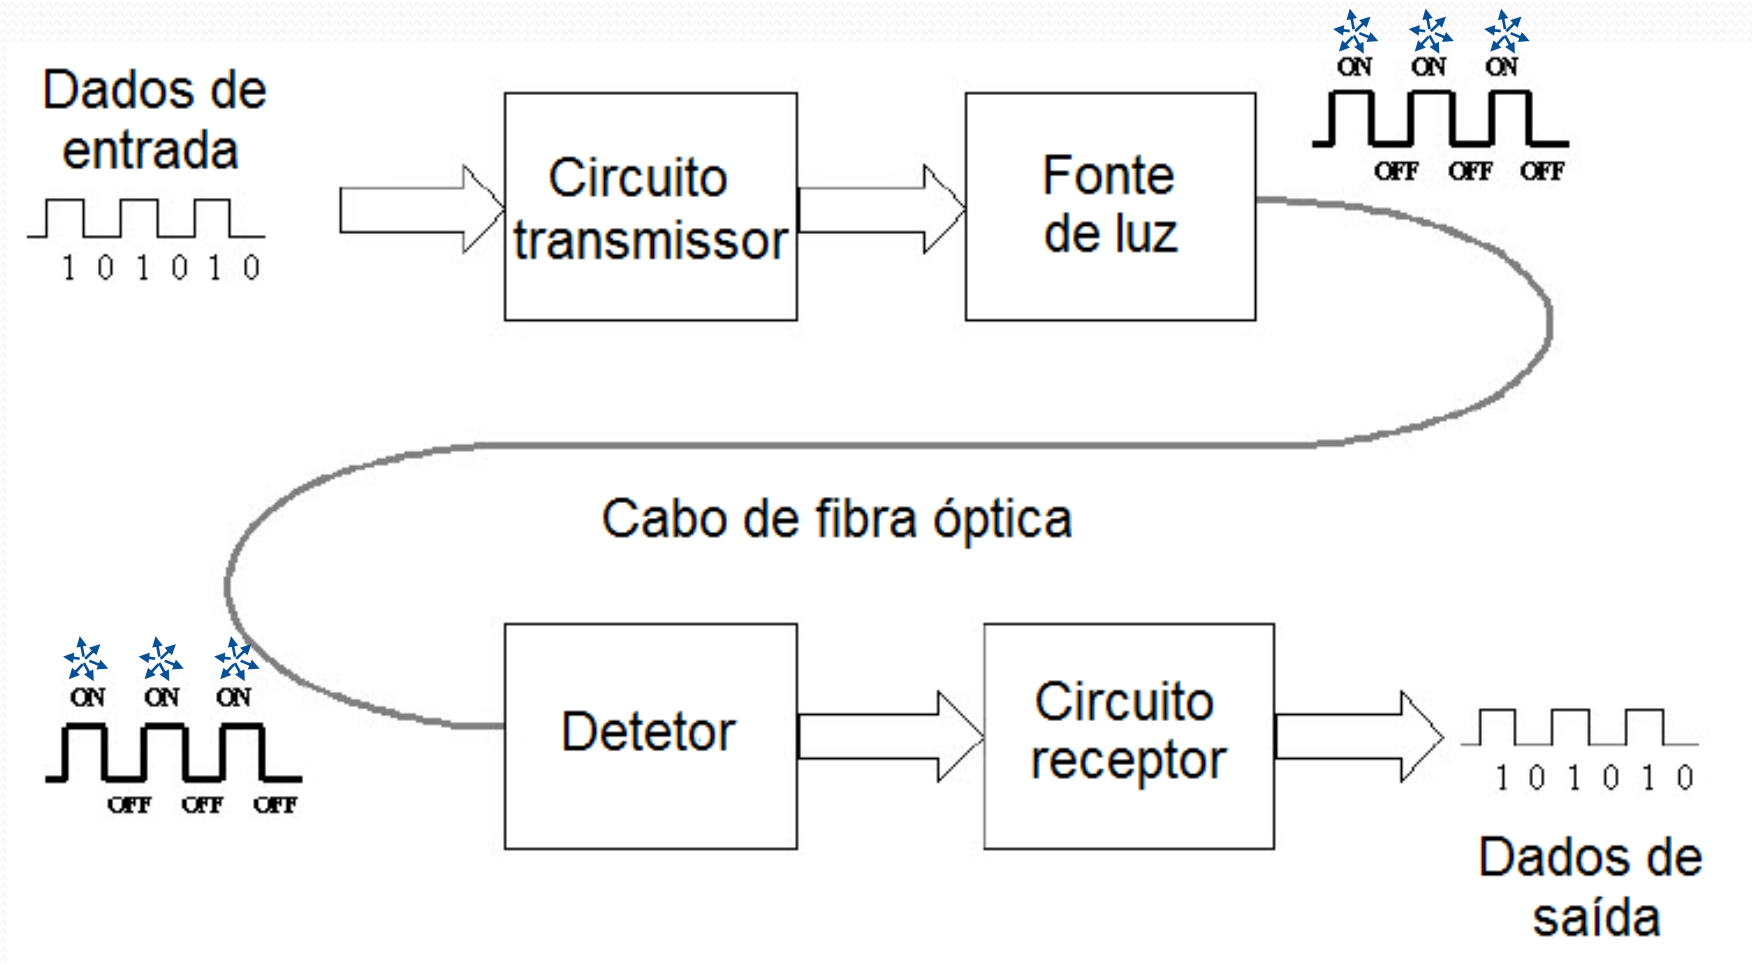 Dados de
entrada
1 0 1 0 1 0
Circuito
transmissor
Fonte
de luz
ON ON ON
OFF OFF OFF
Cabo de fibra óptica
ON ON ON
OFF OFF OFF
Detetor
Circuito
receptor
1 0 1 0 1 0
Dados de
saída